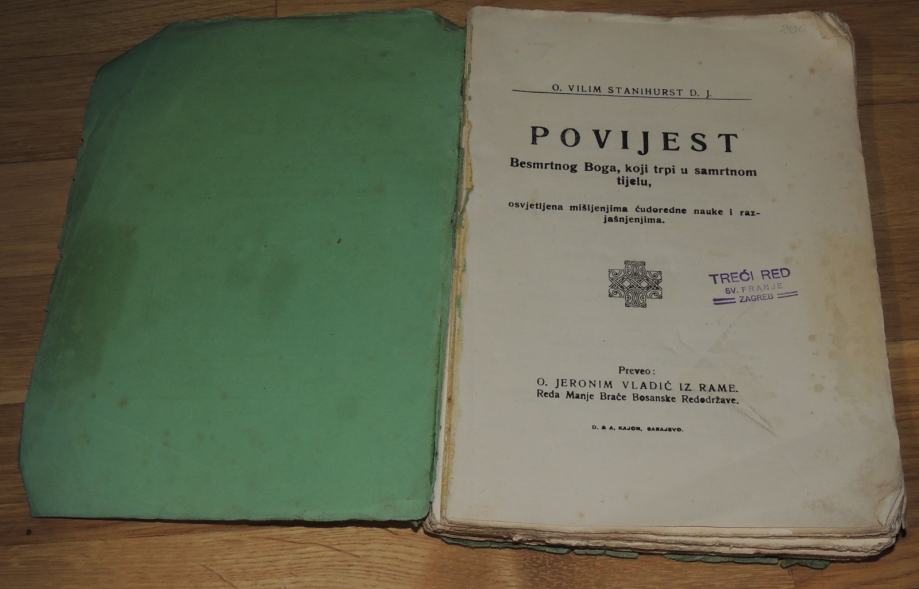 O. VILIM STANIHURST D. J.
POVIJEST
Besmrtnog Boga, koji trpi u samrtnom
tijelu,
osvjetljena mišljenjima ćudoredne nauke i raz-
jašnjenjima.
TREĆI RED
SV. FRANJE
ZAGREB
Preveo:
O. JERONIM VLADIĆ IZ RAME.
Reda Manje Braće Bosanske Redodržave.
D. & A. KAJON, SARAJEVO.